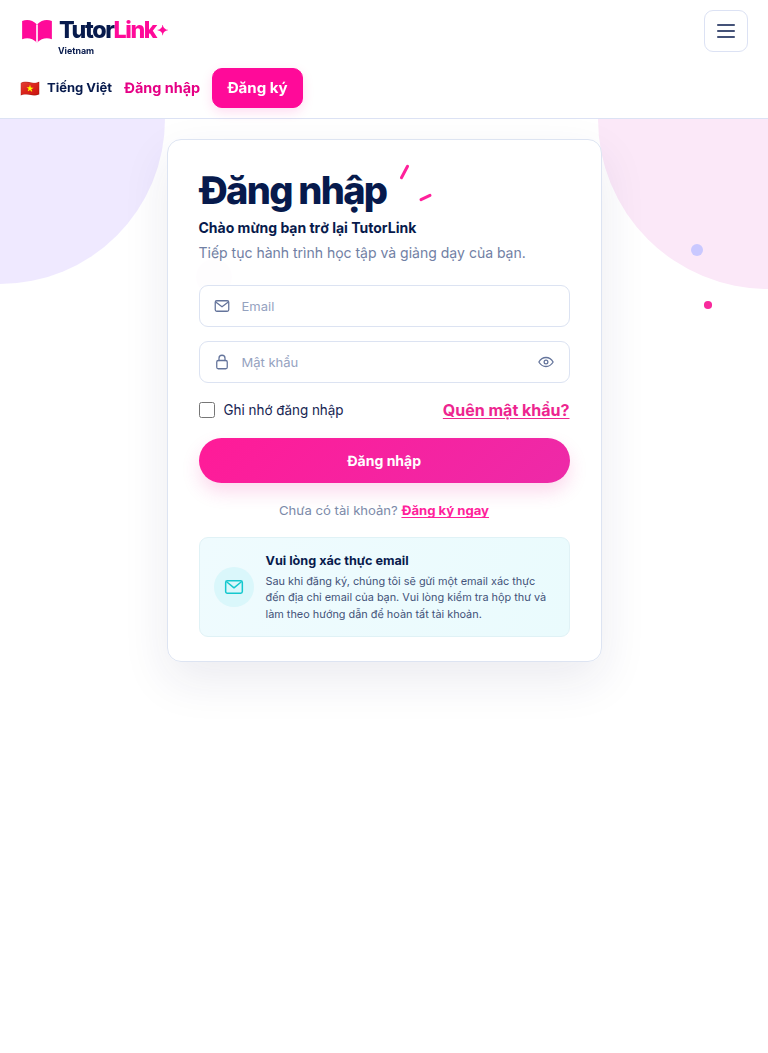 TutorLink
Vietnam
Tiếng Việt Đăng nhập Đăng ký
Đăng nhập
Chào mừng bạn trở lại TutorLink
Tiếp tục hành trình học tập và giảng dạy của bạn.
Email
Mật khẩu
Ghi nhớ đăng nhập Quên mật khẩu?
Đăng nhập
Chưa có tài khoản? Đăng ký ngay
Vui lòng xác thực email
Sau khi đăng ký, chúng tôi sẽ gửi một email xác thực
đến địa chỉ email của bạn. Vui lòng kiểm tra hộp thư và
làm theo hướng dẫn để hoàn tất tài khoản.